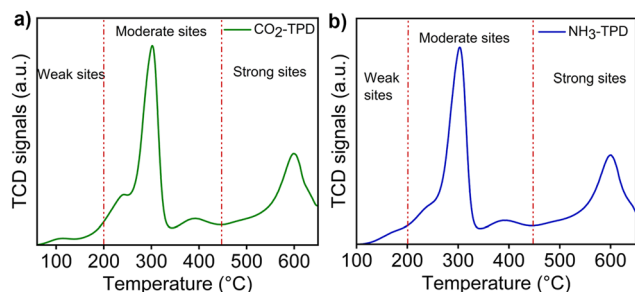 a)
CO2-TPD
Moderate sites
Weak sites
Strong sites
TCD signals (a.u.)
100 200 300 400 500 600
Temperature (°C)
b)
NH3-TPD
Moderate sites
Weak
sites
Strong sites
TCD signals (a.u.)
100 200 300 400 500 600
Temperature (°C)